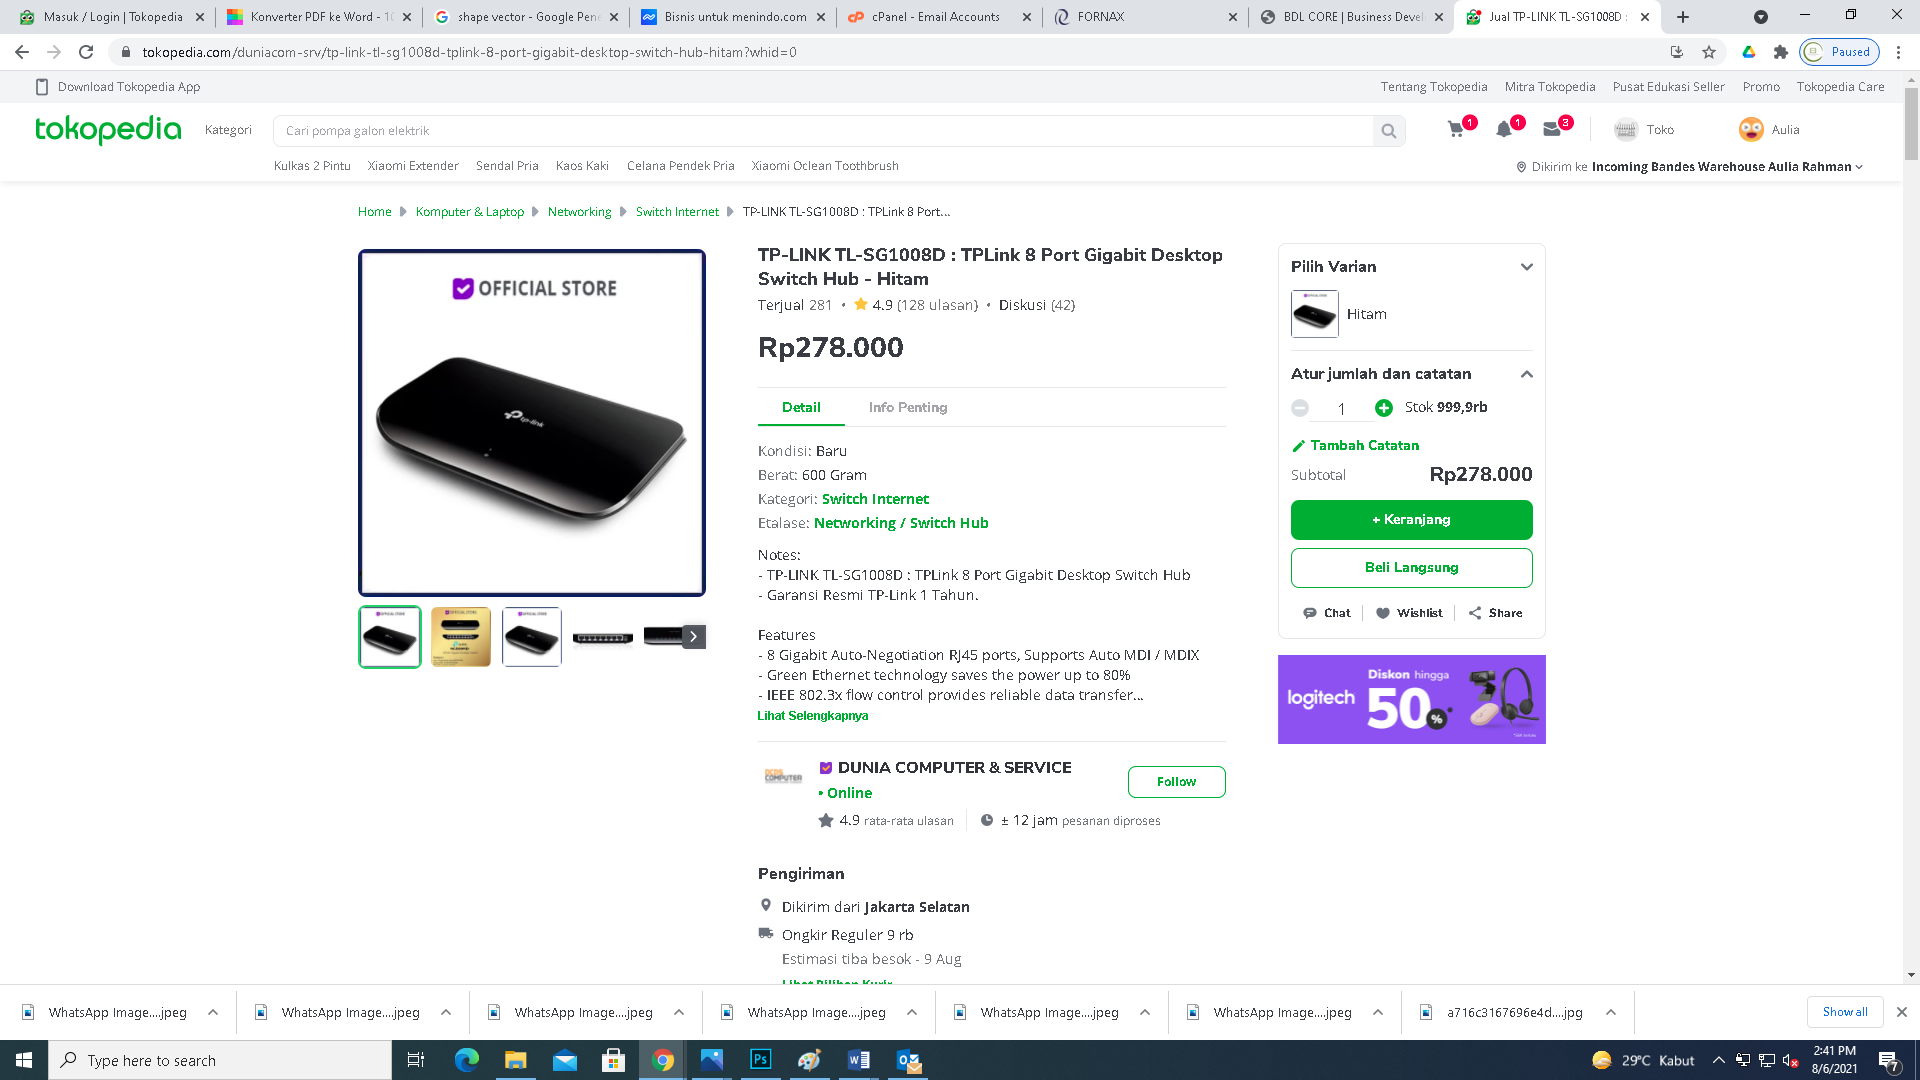 Masuk / Login | Tokopedia
Konverter PDF ke Word - 10
shape vector - Google Pene
Bisnis untuk menindo.com
cPanel - Email Accounts
FORNAX
BDL CORE | Business Devel
Jual TP-LINK TL-SG1008D :
tokopedia.com/duniacom-srv/tp-link-tl-sg1008d-tplink-8-port-gigabit-desktop-switch-hub-hitam?whid=0
Paused
Download Tokopedia App
Tentang Tokopedia Mitra Tokopedia Pusat Edukasi Seller Promo Tokopedia Care
tokopedia
Kategori
Cari pompa galon elektrik
1
1
3
Toko
Aulia
Kulkas 2 Pintu Xiaomi Extender Sendal Pria Kaos Kaki Celana Pendek Pria Xiaomi Oclean Toothbrush
Dikirim ke Incoming Bandes Warehouse Aulia Rahman
Home Komputer & Laptop Networking Switch Internet TP-LINK TL-SG1008D : TPLink 8 Port...
OFFICIAL STORE
tp-link
TP-LINK TL-SG1008D : TPLink 8 Port Gigabit Desktop
Switch Hub - Hitam
Terjual 281 • 4.9 (128 ulasan) • Diskusi (42)
Rp278.000
Detail Info Penting
Kondisi: Baru
Berat: 600 Gram
Kategori: Switch Internet
Etalase: Networking / Switch Hub
Notes:
- TP-LINK TL-SG1008D : TPLink 8 Port Gigabit Desktop Switch Hub
- Garansi Resmi TP-Link 1 Tahun.
Features
- 8 Gigabit Auto-Negotiation RJ45 ports, Supports Auto MDI / MDIX
- Green Ethernet technology saves the power up to 80%
- IEEE 802.3x flow control provides reliable data transfer...
Lihat Selengkapnya
COMPUTER
DUNIA COMPUTER & SERVICE
• Online
Follow
4.9 rata-rata ulasan
± 12 jam pesanan diproses
Pengiriman
Dikirim dari Jakarta Selatan
Ongkir Reguler 9 rb
Estimasi tiba besok - 9 Aug
Lihat Pilihan Kurir
Pilih Varian
Hitam
Atur jumlah dan catatan
1
Stok 999,9rb
Tambah Catatan
Subtotal Rp278.000
+ Keranjang
Beli Langsung
Chat Wishlist Share
logitech
Diskon hingga
50%
WhatsApp Image....jpeg
WhatsApp Image....jpeg
WhatsApp Image....jpeg
WhatsApp Image....jpeg
WhatsApp Image....jpeg
WhatsApp Image....jpeg
a716c3167696e4d....jpg
Show all
Type here to search
Ps
29°C Kabut
2:41 PM
8/6/2021
7